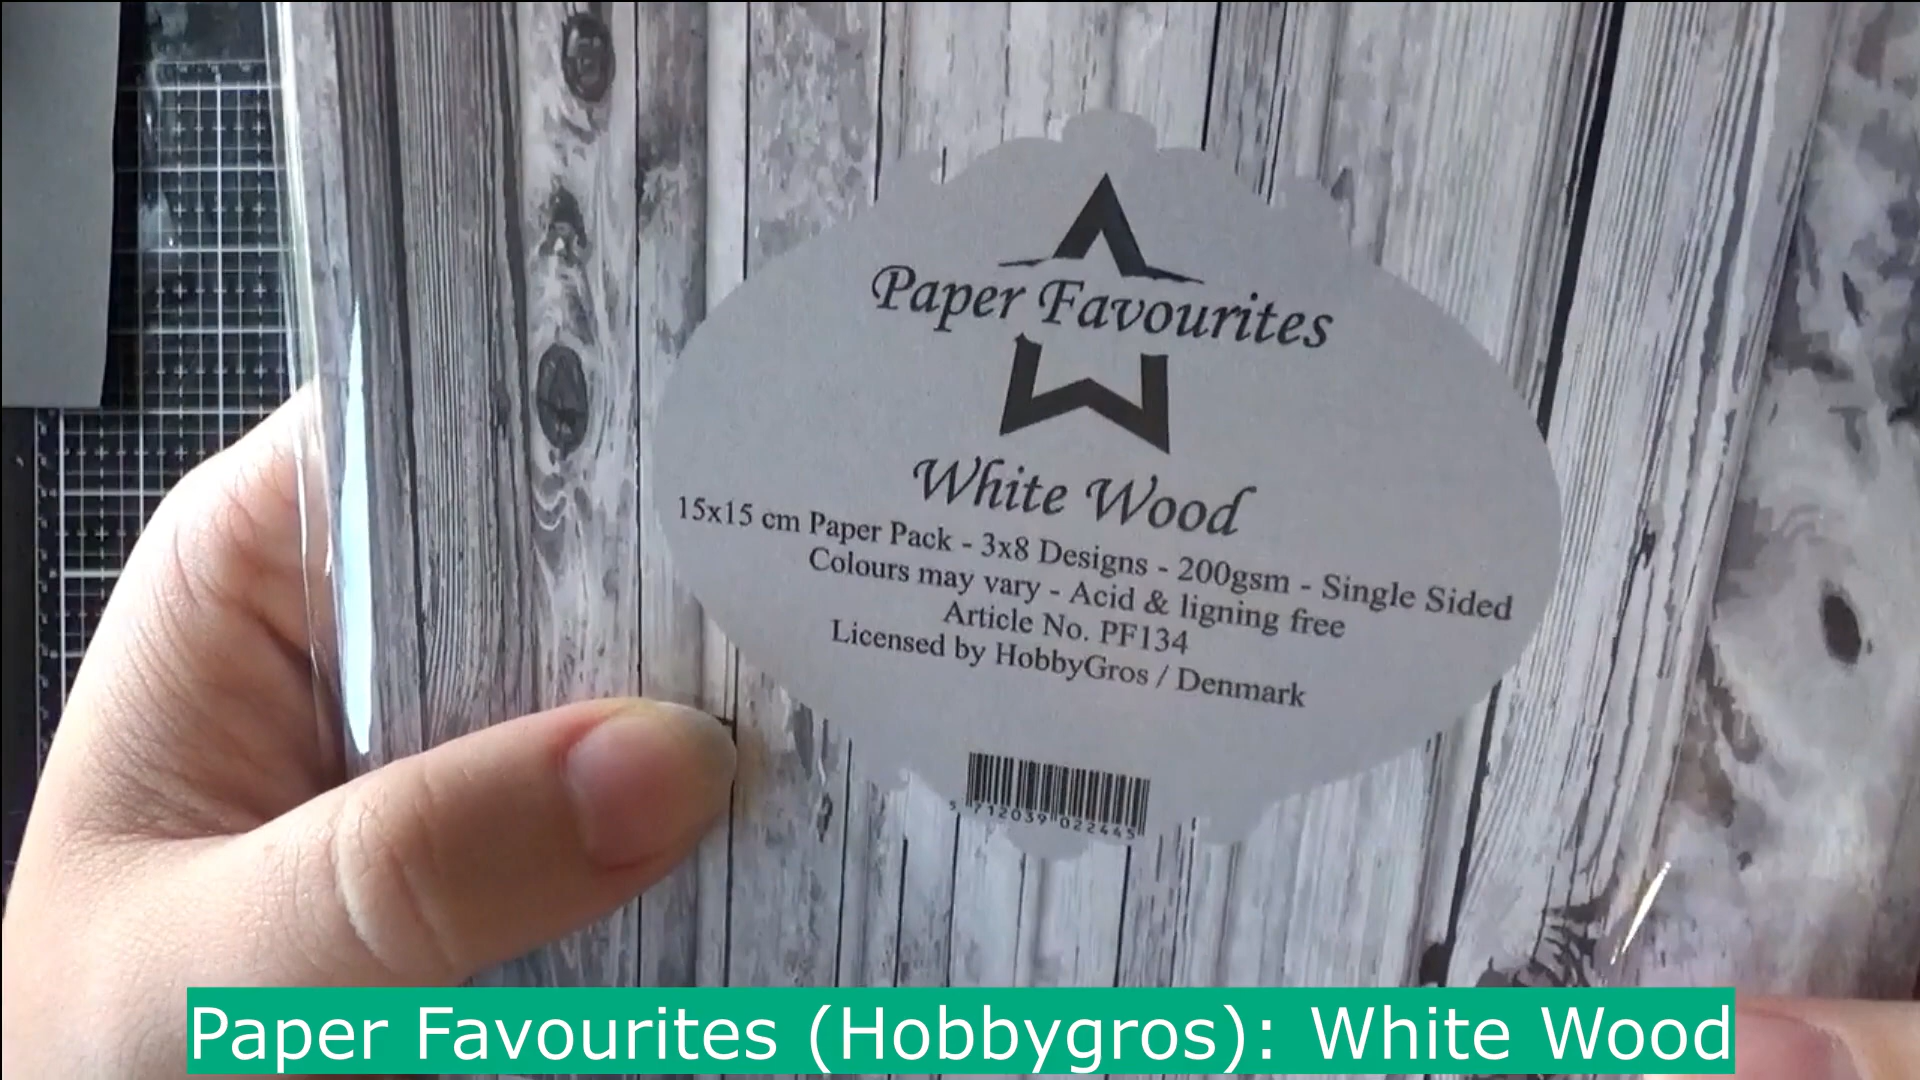 Paper Favourites
White Wood
15x15 cm Paper Pack - 3x8 Designs - 200gsm - Single Sided
Colours may vary - Acid & ligning free
Article No. PF134
Licensed by HobbyGros / Denmark
5 712039 022445
Paper Favourites (Hobbygros): White Wood